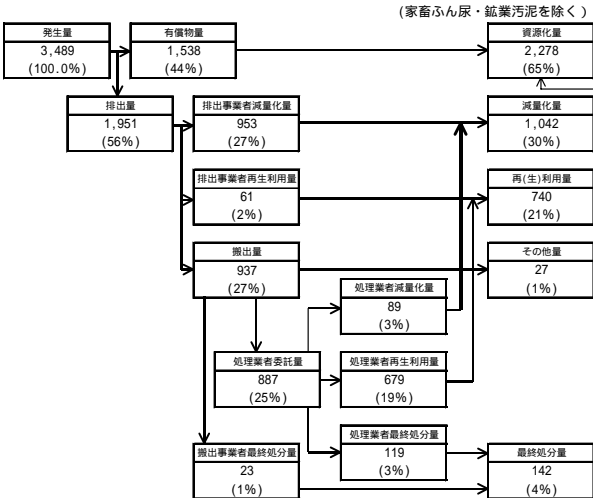 (家畜ふん尿・鉱業汚泥を除く)
発生量
3,489
(100.0%)
有償物量
1,538
(44%)
資源化量
2,278
(65%)
排出量
1,951
(56%)
排出事業者減量化量
953
(27%)
減量化量
1,042
(30%)
排出事業者再生利用量
61
(2%)
再(生)利用量
740
(21%)
搬出量
937
(27%)
その他量
27
(1%)
処理業者減量化量
89
(3%)
処理業者委託量
887
(25%)
処理業者再生利用量
679
(19%)
処理業者最終処分量
119
(3%)
搬出事業者最終処分量
23
(1%)
最終処分量
142
(4%)